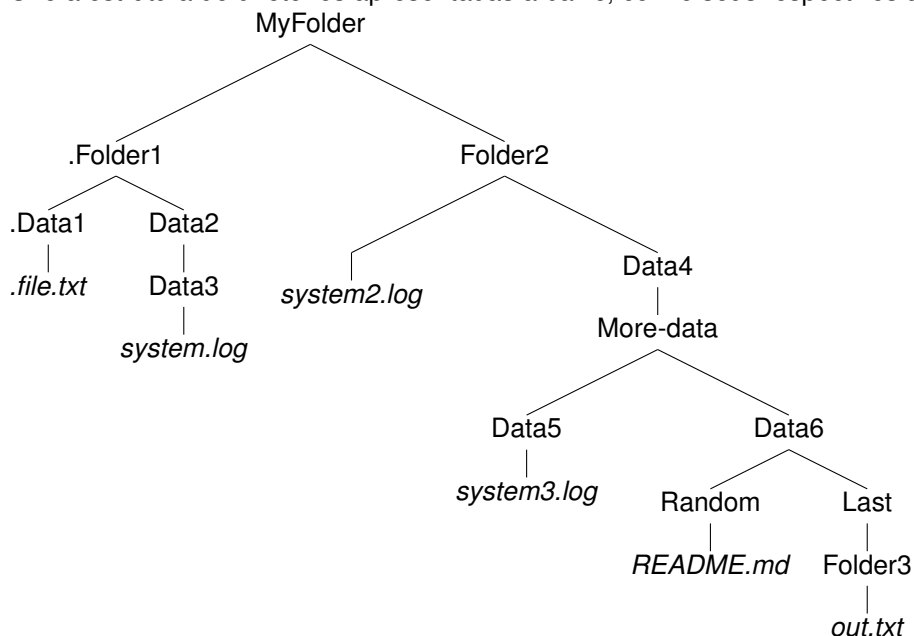 MyFolder
.Folder1 Folder2
.Data1 Data2
Data4
.file.txt Data3 system2.log
More-data
system.log
Data5 Data6
system3.log Random Last
README.md Folder3
out.txt